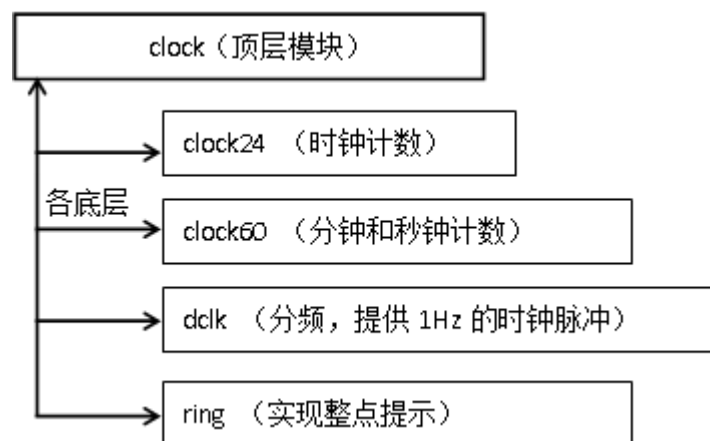 clock（顶层模块）
clock24 （时钟计数）
各底层
clock60 （分钟和秒钟计数）
dclk （分频，提供 1Hz 的时钟脉冲）
ring （实现整点提示）